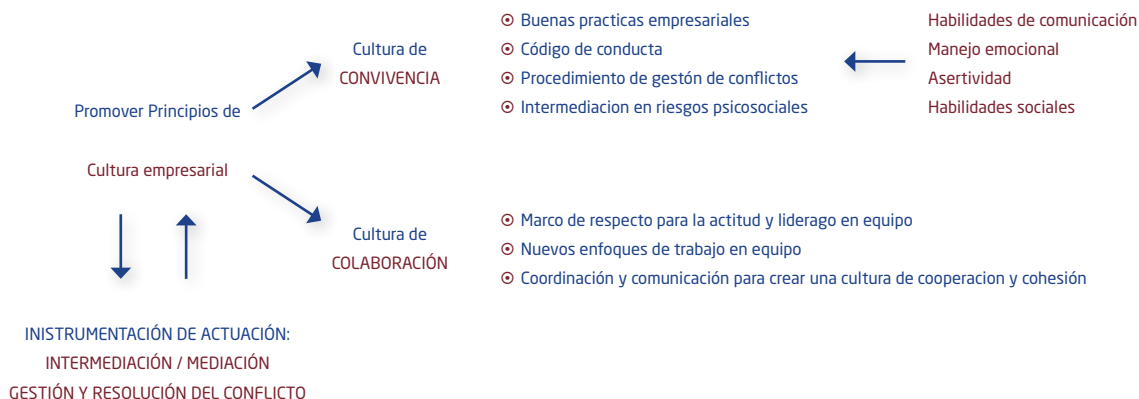 Promover Principios de
Cultura empresarial
Cultura de
CONVIVENCIA
Buenas practicas empresariales
Código de conducta
Procedimiento de gestón de conflictos
Intermediacion en riesgos psicosociales
Habilidades de comunicación
Manejo emocional
Asertividad
Habilidades sociales
Cultura de
COLABORACIÓN
Marco de respecto para la actitud y liderago en equipo
Nuevos enfoques de trabajo en equipo
Coordinación y comunicación para crear una cultura de cooperacion y cohesión
INISTRUMENTACIÓN DE ACTUACIÓN:
INTERMEDIACIÓN / MEDIACIÓN
GESTIÓN Y RESOLUCIÓN DEL CONFLICTO